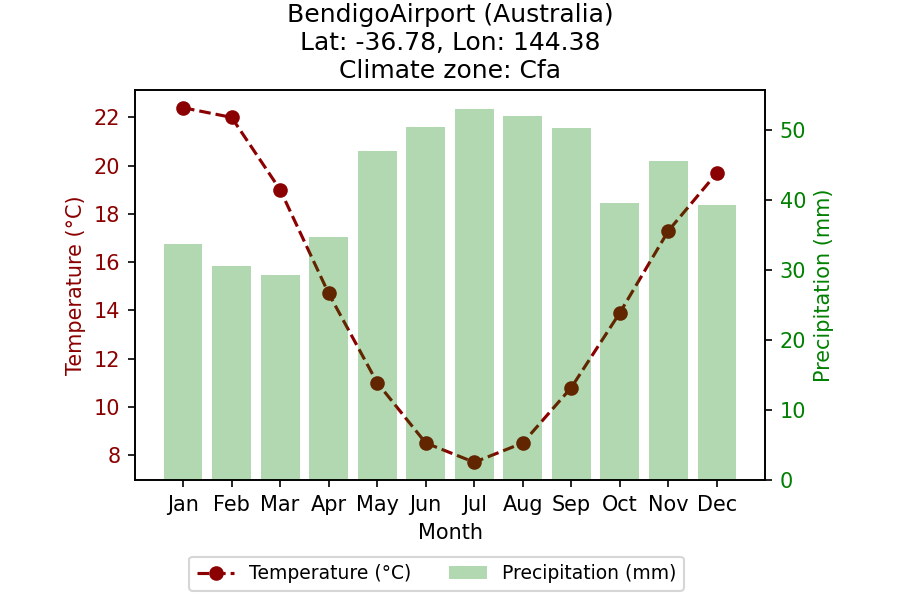 BendigoAirport (Australia)
Lat: -36.78, Lon: 144.38
Climate zone: Cfa
22
20
18
16
14
12
10
8
Temperature (°C)
50
40
30
20
10
0
Precipitation (mm)
Jan Feb Mar Apr May Jun Jul Aug Sep Oct Nov Dec
Month
Temperature (°C) Precipitation (mm)